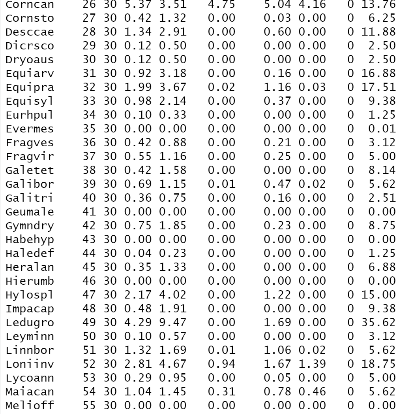 Corncan 26 30 5.37 3.51 4.75 5.04 4.16 0 13.76
Cornsto 27 30 0.42 1.32 0.00 0.03 0.00 0 6.25
Desccae 28 30 1.34 2.91 0.00 0.60 0.00 0 11.88
Dicrsco 29 30 0.12 0.50 0.00 0.00 0.00 0 2.50
Dryoaus 30 30 0.12 0.50 0.00 0.00 0.00 0 2.50
Equiarv 31 30 0.92 3.18 0.00 0.16 0.00 0 16.88
Equipra 32 30 1.99 3.67 0.02 1.16 0.03 0 17.51
Equisyl 33 30 0.98 2.14 0.00 0.37 0.00 0 9.38
Eurhpul 34 30 0.10 0.33 0.00 0.00 0.00 0 1.25
Evermes 35 30 0.00 0.00 0.00 0.00 0.00 0 0.01
Fragves 36 30 0.42 0.88 0.00 0.21 0.00 0 3.12
Fragvir 37 30 0.55 1.16 0.00 0.25 0.00 0 5.00
Galetet 38 30 0.42 1.58 0.00 0.00 0.00 0 8.14
Galibor 39 30 0.69 1.15 0.01 0.47 0.02 0 5.62
Galitri 40 30 0.36 0.75 0.00 0.16 0.00 0 2.51
Geumale 41 30 0.00 0.00 0.00 0.00 0.00 0 0.00
Gymndry 42 30 0.75 1.85 0.00 0.23 0.00 0 8.75
Habehyp 43 30 0.00 0.00 0.00 0.00 0.00 0 0.00
Haledef 44 30 0.04 0.23 0.00 0.00 0.00 0 1.25
Heralan 45 30 0.35 1.33 0.00 0.00 0.00 0 6.88
Hierumb 46 30 0.00 0.00 0.00 0.00 0.00 0 0.00
Hylospl 47 30 2.17 4.02 0.00 1.22 0.00 0 15.00
Impacap 48 30 0.48 1.91 0.00 0.00 0.00 0 9.38
Ledugro 49 30 4.29 9.47 0.00 1.69 0.00 0 35.62
Leyminn 50 30 0.10 0.57 0.00 0.00 0.00 0 3.12
Linnbor 51 30 1.32 1.69 0.01 1.06 0.02 0 5.62
Loniinv 52 30 2.81 4.67 0.94 1.67 1.39 0 18.75
Lycoann 53 30 0.29 0.95 0.00 0.05 0.00 0 5.00
Maiacan 54 30 1.04 1.45 0.31 0.78 0.46 0 5.62
Melioff 55 30 0.00 0.00 0.00 0.00 0.00 0 0.00